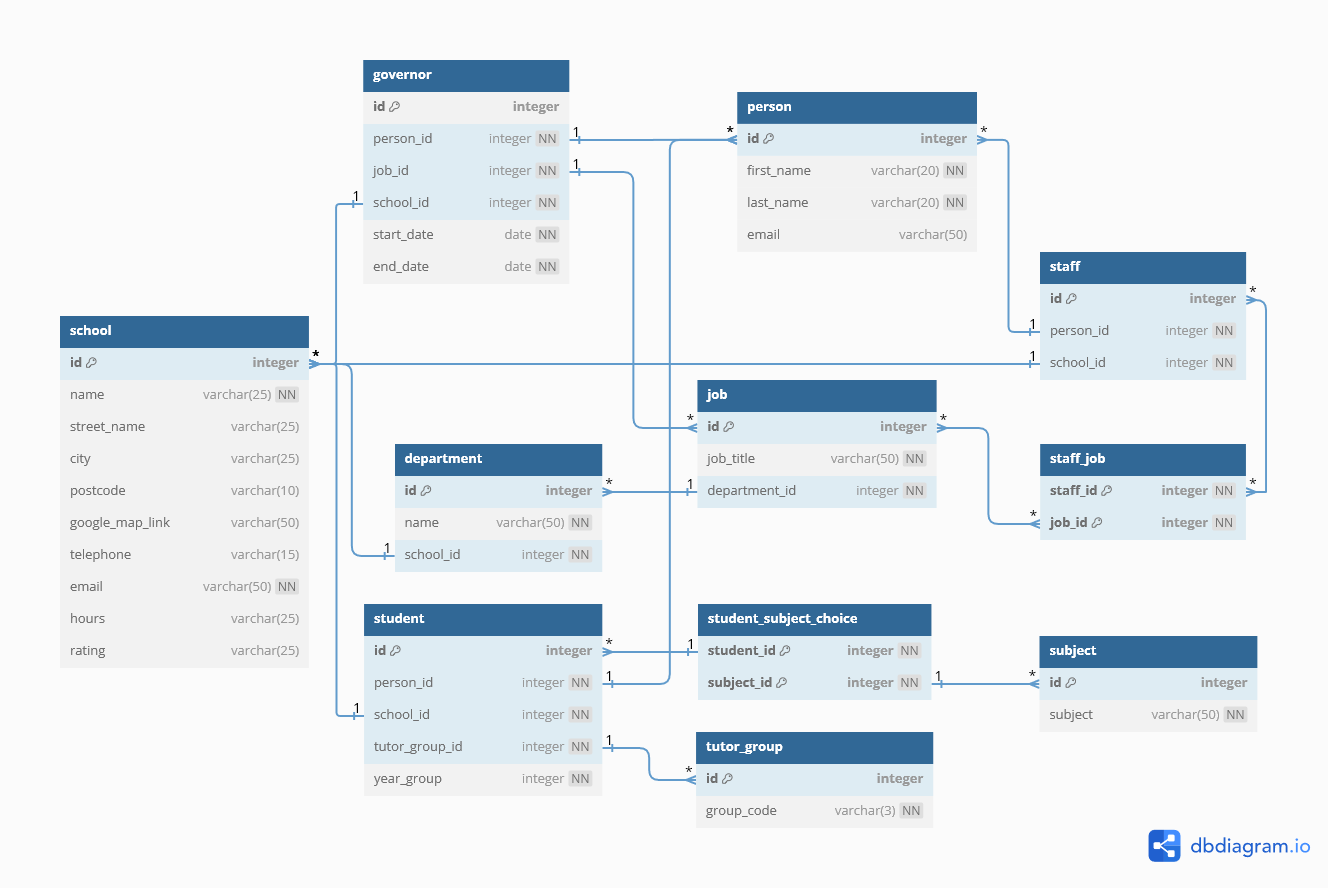 governor
id integer
1
person_id integer NN
1
job_id integer NN
1
school_id integer NN
start_date date NN
end_date date NN
person
*
*
id integer
first_name varchar(20) NN
last_name varchar(20) NN
email varchar(50)
staff
*
id integer
1
person_id integer NN
1
school_id integer NN
school
*
id integer
name varchar(25) NN
street_name varchar(25)
city varchar(25)
postcode varchar(10)
google_map_link varchar(50)
telephone varchar(15)
email varchar(50) NN
hours varchar(25)
rating varchar(25)
job
*
*
id integer
job_title varchar(50) NN
1
department_id integer NN
department
*
id integer
name varchar(50) NN
1
school_id integer NN
staff_job
*
staff_id integer NN
*
job_id integer NN
student
*
id integer
1
person_id integer NN
1
school_id integer NN
1
tutor_group_id integer NN
year_group integer NN
student_subject_choice
1
student_id integer NN
1
subject_id integer NN
subject
*
id integer
subject varchar(50) NN
tutor_group
*
id integer
group_code varchar(3) NN
dbdiagram.io